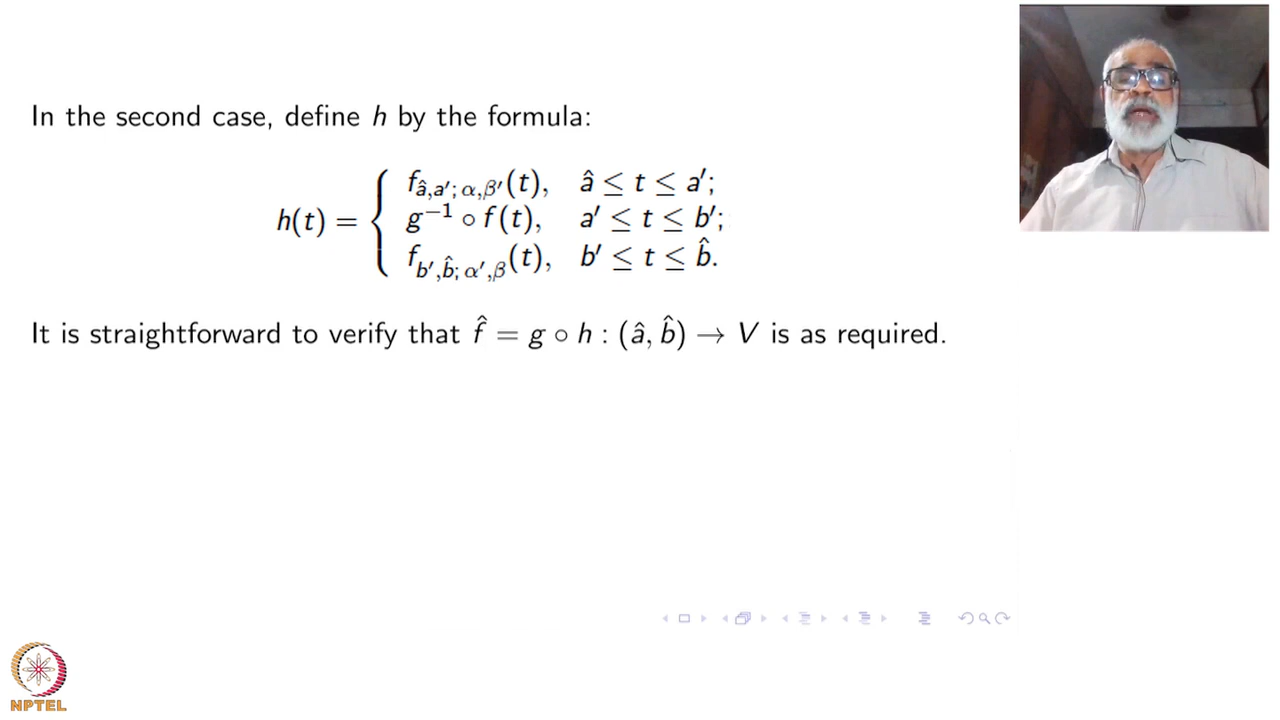 In the second case, define h by the formula:
h(t) = { f_{â,a′; α,β′}(t), â ≤ t ≤ a′;
g⁻¹ ∘ f(t), a′ ≤ t ≤ b′;
f_{b′,b̂; α′,β}(t), b′ ≤ t ≤ b̂.
It is straightforward to verify that f̂ = g ∘ h : (â, b̂) → V is as required.
NPTEL